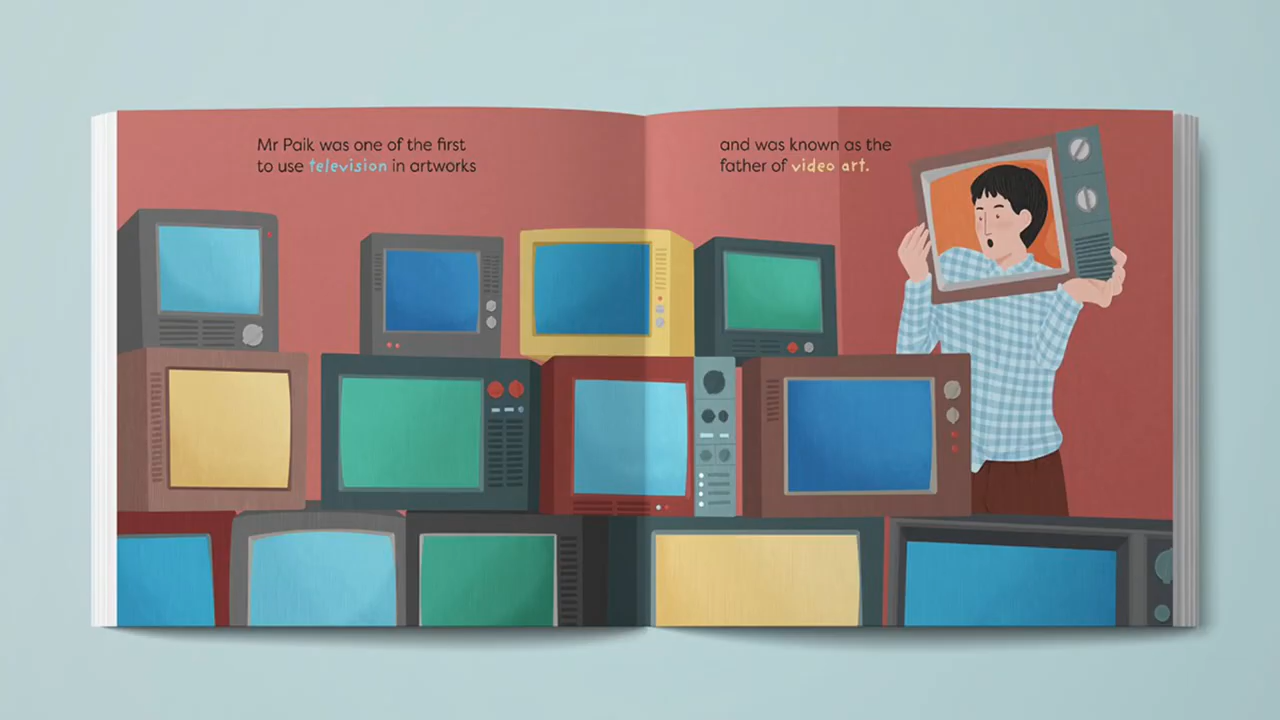 Mr Paik was one of the first
to use television in artworks
and was known as the
father of video art.